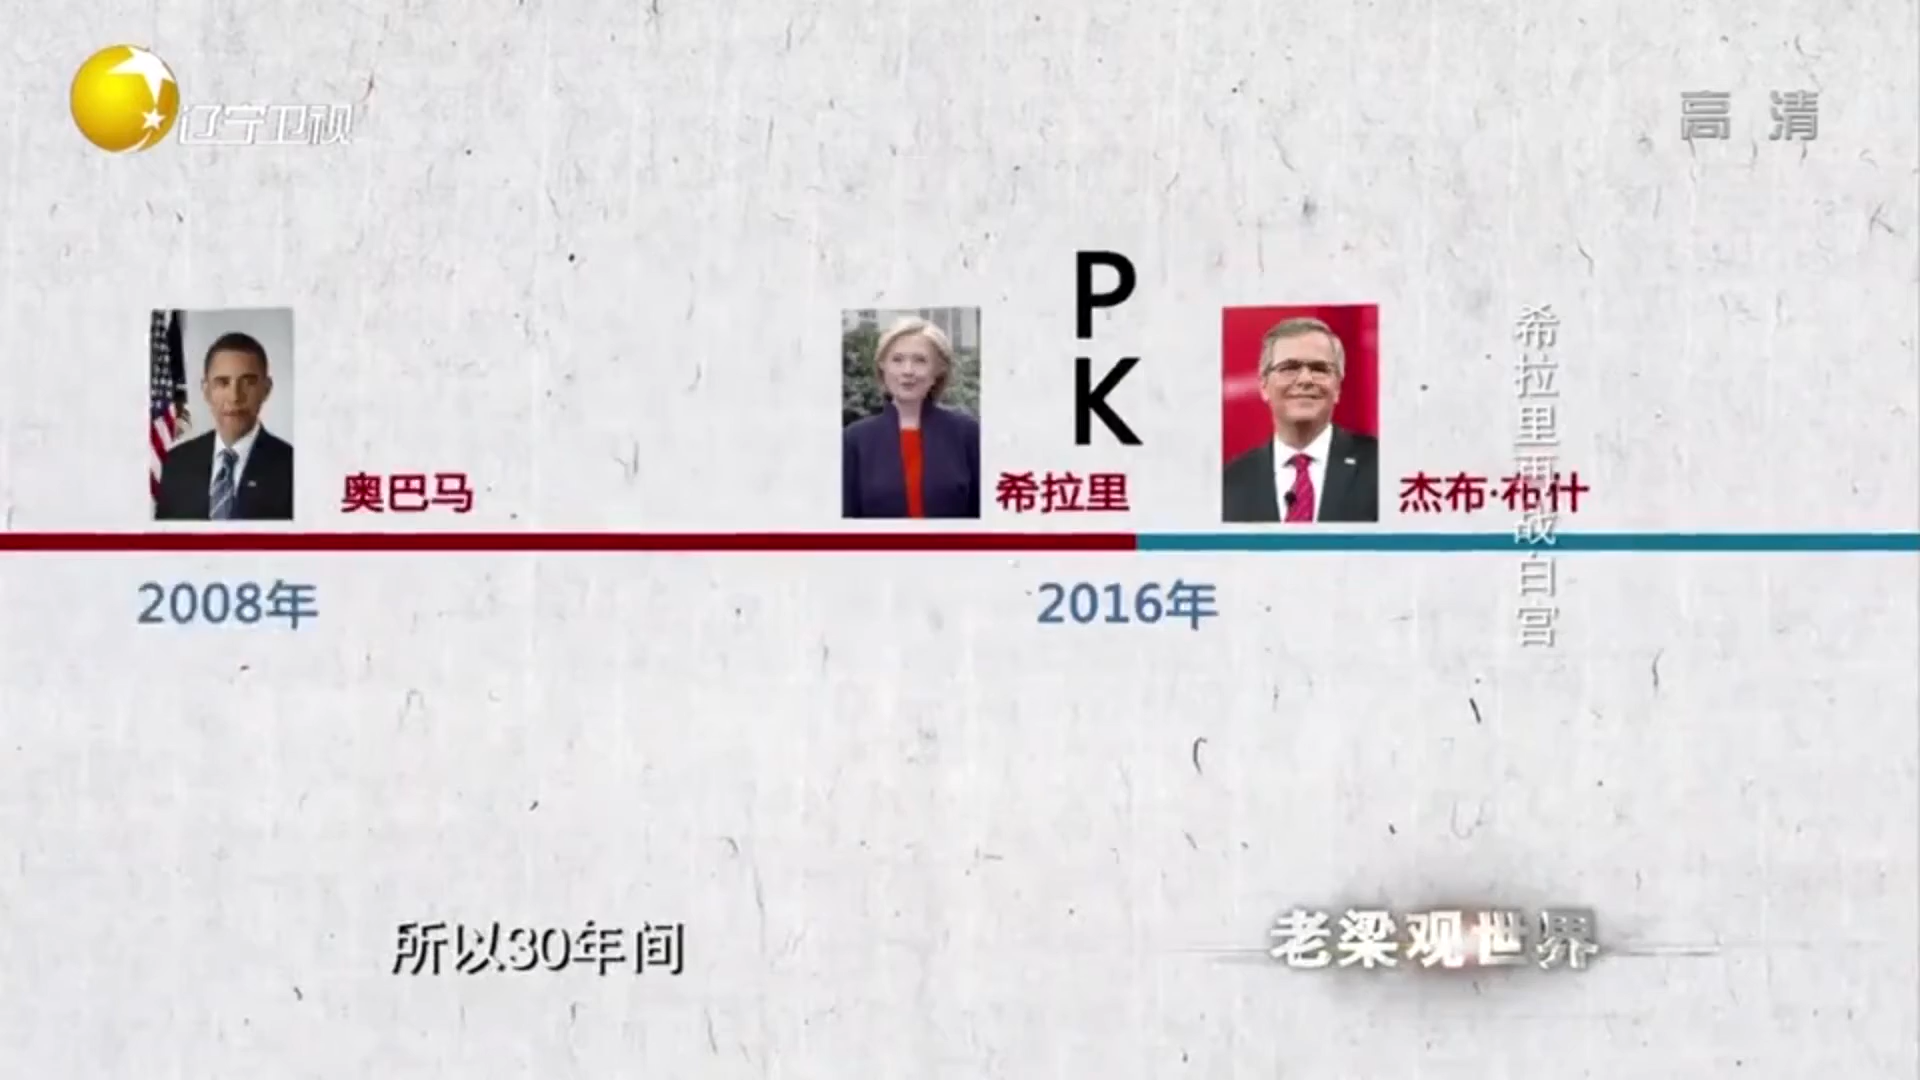 辽宁卫视
高清
P
K
奥巴马
希拉里
杰布·布什
希拉里再战白宫
2008年
2016年
所以30年间
老梁观世界